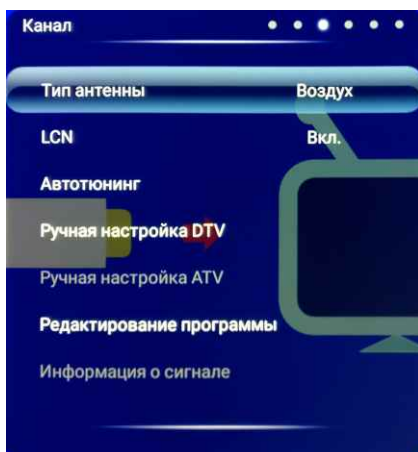 Канал
Тип антенны Воздух
LCN Вкл.
Автотюнинг
Ручная настройка DTV
Ручная настройка ATV
Редактирование программы
Информация о сигнале